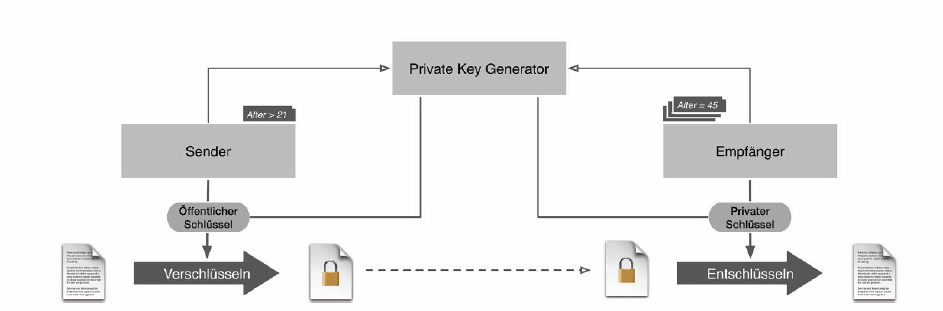 Private Key Generator
Alter > 21
Alter = 45
Sender
Empfänger
Öffentlicher
Schlüssel
Privater
Schlüssel
Verschlüsseln
Entschlüsseln